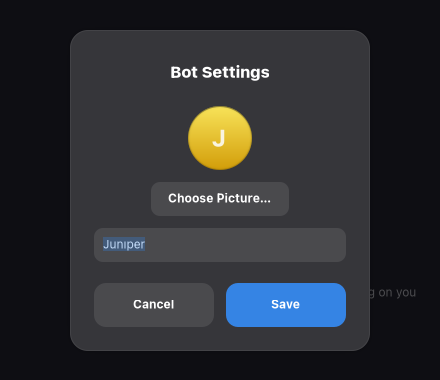 Bot Settings
J
Choose Picture...
Juniper
g on you
Cancel
Save